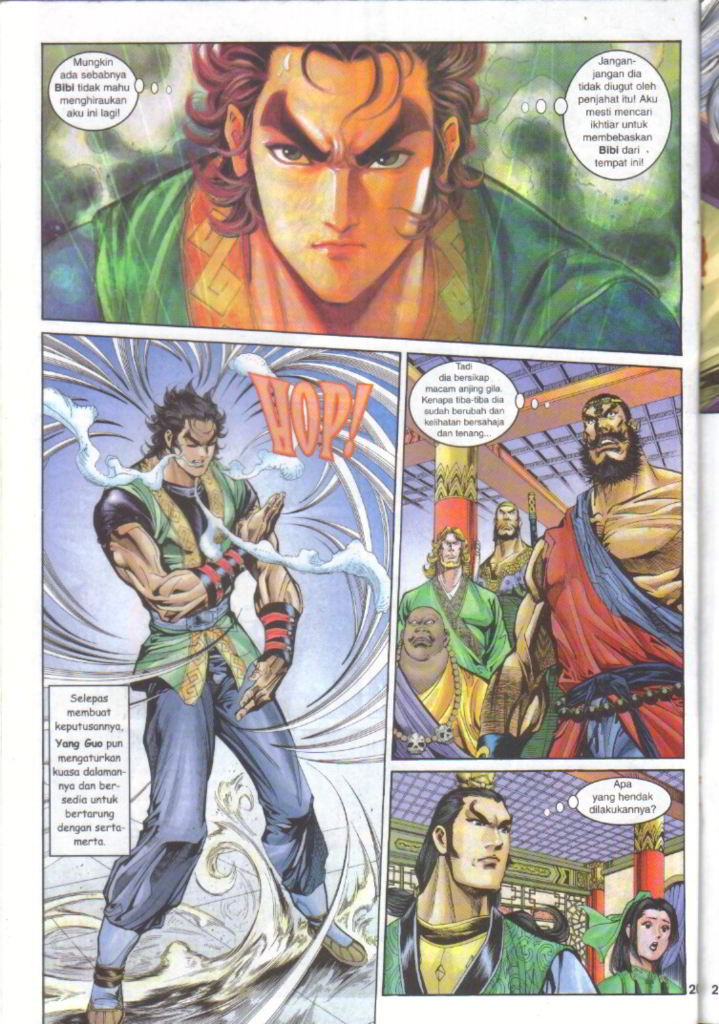 Mungkin
ada sebabnya
Bibi tidak mahu
menghiraukan
aku ini lagi!
Jangan-
jangan dia
tidak diugut oleh
penjahat itu! Aku
mesti mencari
ikhtiar untuk
membebaskan
Bibi dari
tempat ini!
HOP!
Selepas
membuat
keputusannya,
Yang Guo pun
mengaturkan
kuasa dalaman-
nya dan ber-
sedia untuk
bertarung
dengan serta-
merta.
Tadi
dia bersikap
macam anjing gila.
Kenapa tiba-tiba dia
sudah berubah dan
kelihatan bersahaja
dan tenang...
Apa
yang hendak
dilakukannya?